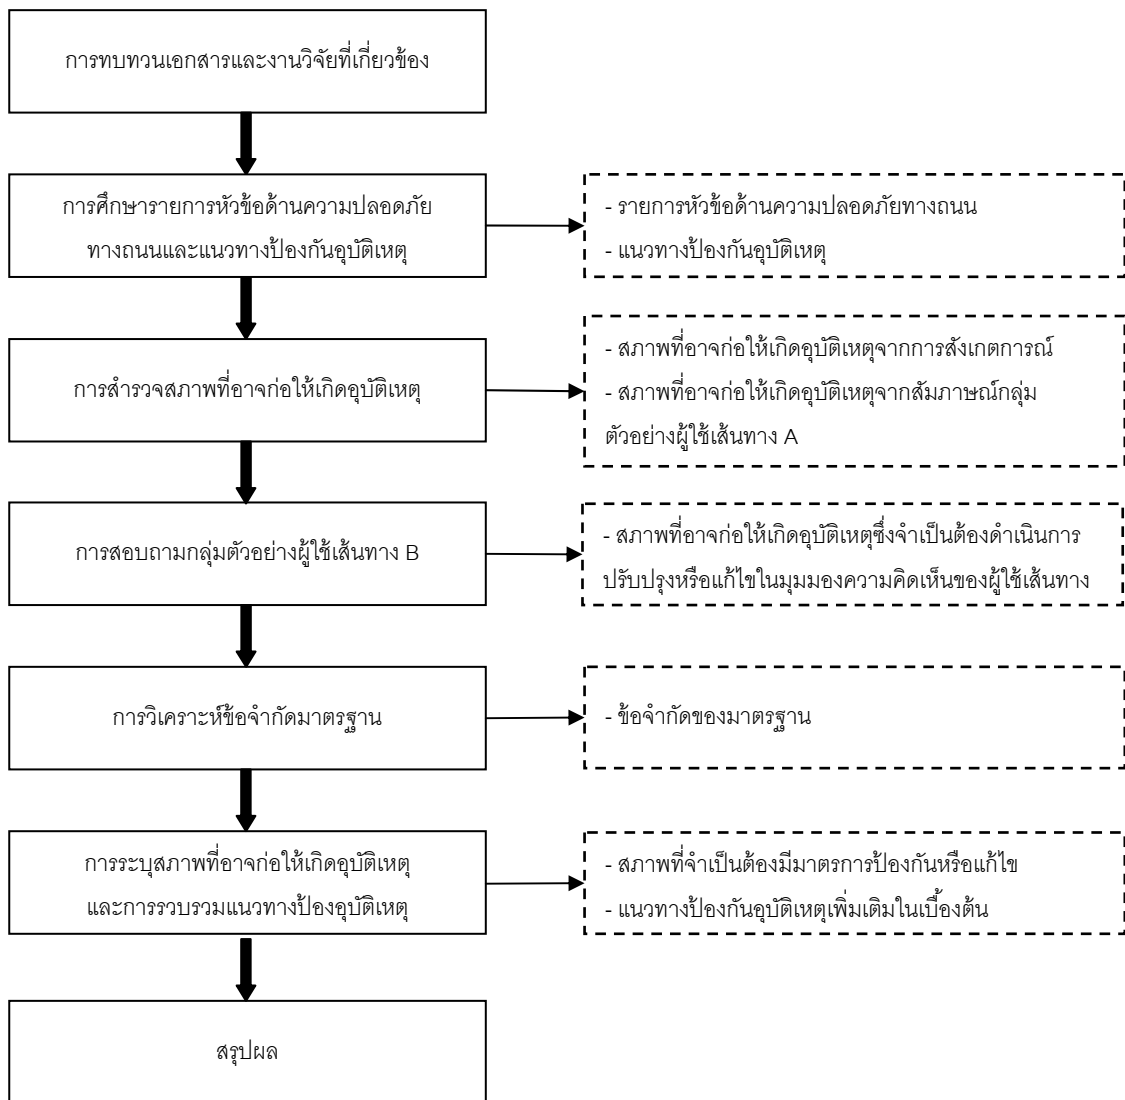 การทบทวนเอกสารและงานวิจัยที่เกี่ยวข้อง
การศึกษารายการหัวข้อด้านความปลอดภัย
ทางถนนและแนวทางป้องกันอุบัติเหตุ
- รายการหัวข้อด้านความปลอดภัยทางถนน
- แนวทางป้องกันอุบัติเหตุ
การสำรวจสภาพที่อาจก่อให้เกิดอุบัติเหตุ
- สภาพที่อาจก่อให้เกิดอุบัติเหตุจากการสังเกตการณ์
- สภาพที่อาจก่อให้เกิดอุบัติเหตุจากสัมภาษณ์กลุ่ม
ตัวอย่างผู้ใช้เส้นทาง A
การสอบถามกลุ่มตัวอย่างผู้ใช้เส้นทาง B
- สภาพที่อาจก่อให้เกิดอุบัติเหตุซึ่งจำเป็นต้องดำเนินการ
ปรับปรุงหรือแก้ไขในมุมมองความคิดเห็นของผู้ใช้เส้นทาง
การวิเคราะห์ข้อจำกัดมาตรฐาน
- ข้อจำกัดของมาตรฐาน
การระบุสภาพที่อาจก่อให้เกิดอุบัติเหตุ
และการรวบรวมแนวทางป้องอุบัติเหตุ
- สภาพที่จำเป็นต้องมีมาตรการป้องกันหรือแก้ไข
- แนวทางป้องกันอุบัติเหตุเพิ่มเติมในเบื้องต้น
สรุปผล